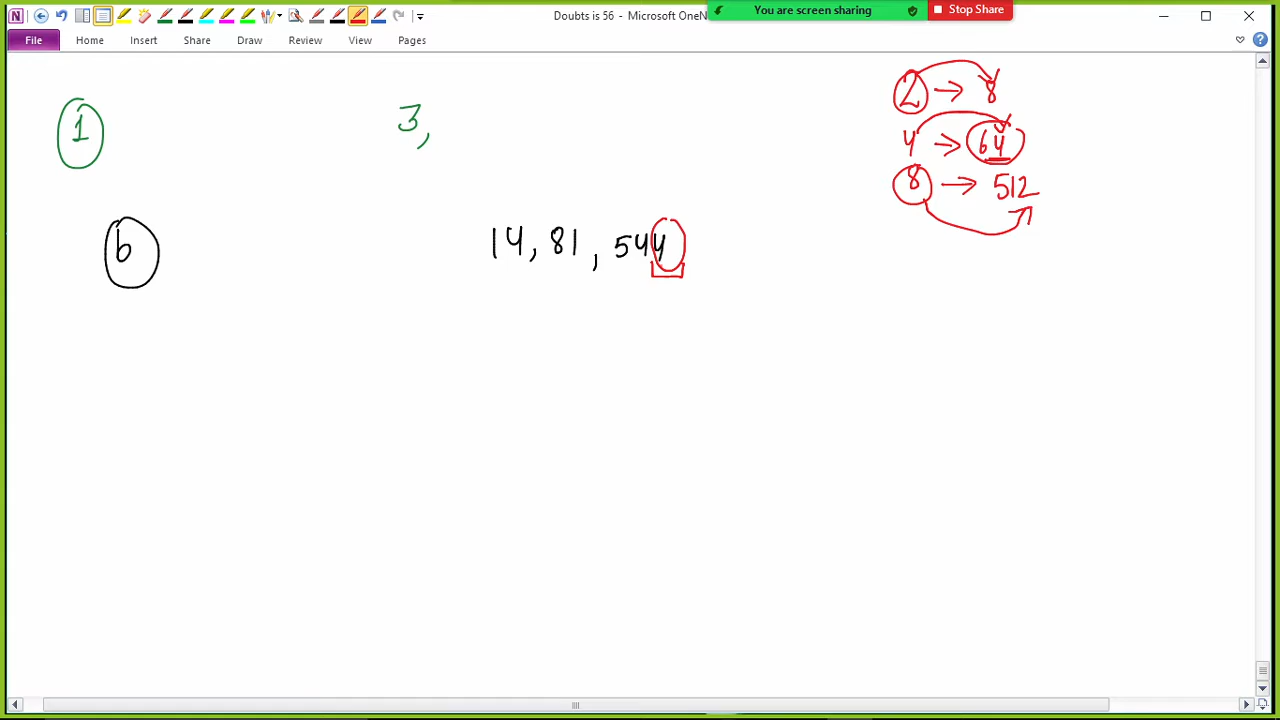 Doubts is 56 - Microsoft OneN
You are screen sharing
Stop Share
File Home Insert Share Draw Review View Pages
1 3,
2 → 8
4 → 64
8 → 512
6 14, 81, 544